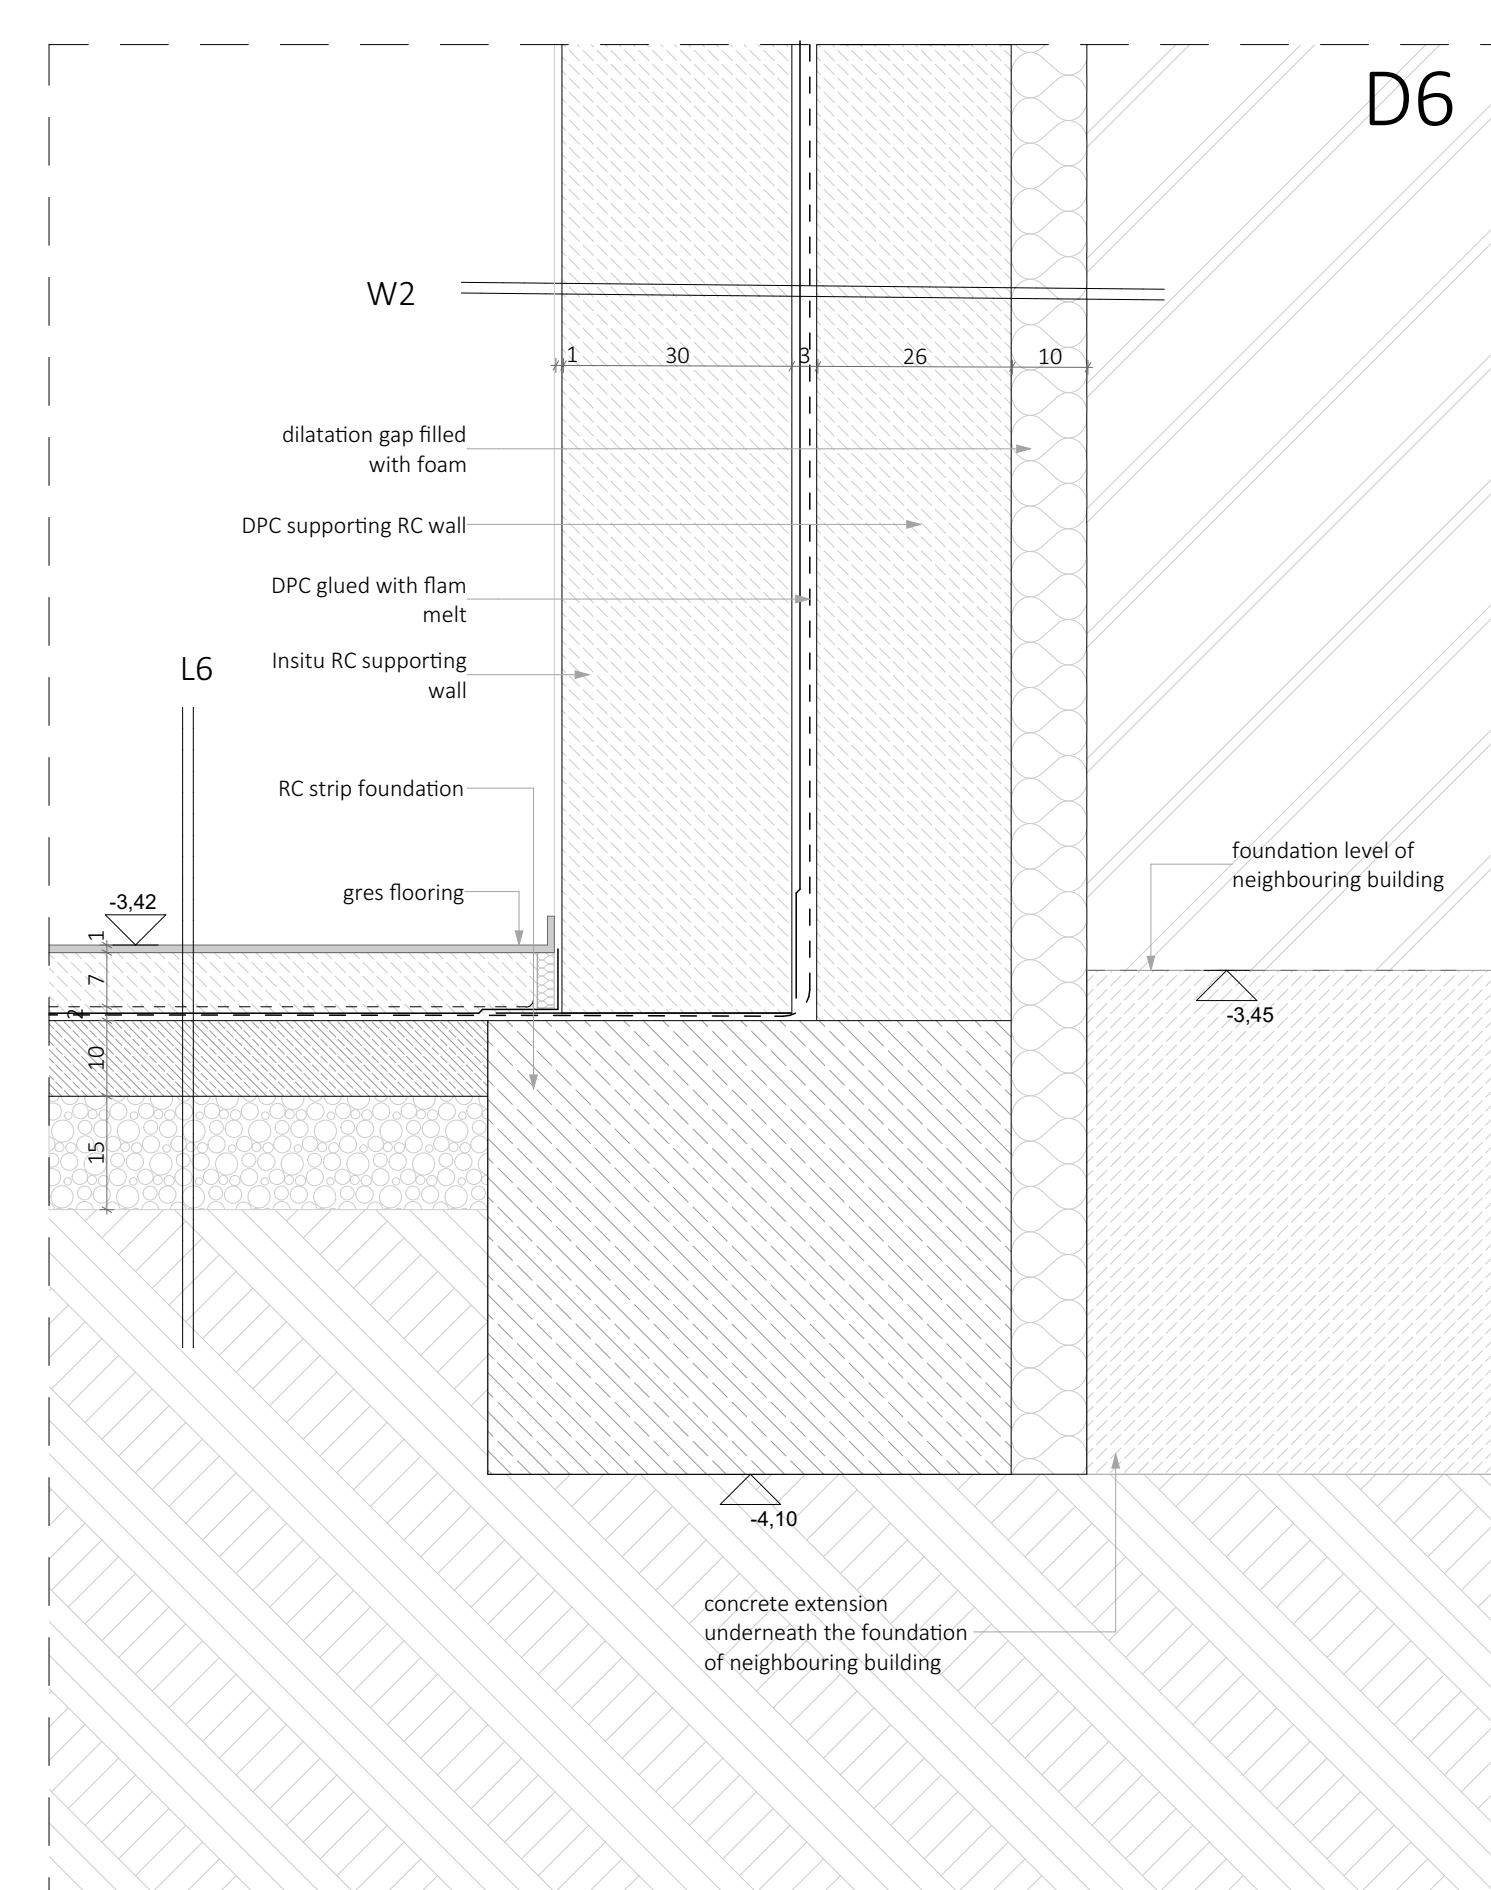 D6
W2
1 30 3 26 10
dilatation gap filled
with foam
DPC supporting RC wall
DPC glued with flam
melt
Insitu RC supporting
wall
L6
RC strip foundation
gres flooring
foundation level of
neighbouring building
-3,42
1
7
2
10
15
-3,45
-4,10
concrete extension
underneath the foundation
of neighbouring building